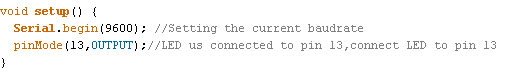 void setup() {
  Serial.begin(9600); //Setting the current baudrate
  pinMode(13,OUTPUT);//LED us connected to pin 13,connect LED to pin 13
}